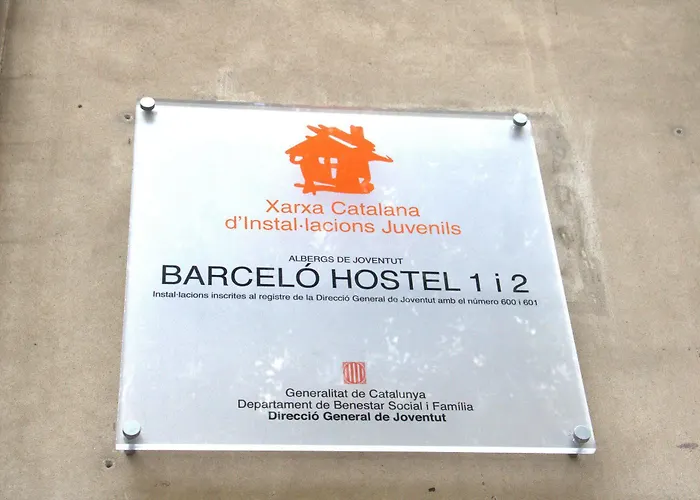 Xarxa Catalana
d'Instal·lacions Juvenils
ALBERGS DE JOVENTUT
BARCELÓ HOSTEL 1 i 2
Instal·lacions inscrites al registre de la Direcció General de Joventut amb el número 600 i 601
Generalitat de Catalunya
Departament de Benestar Social i Família
Direcció General de Joventut